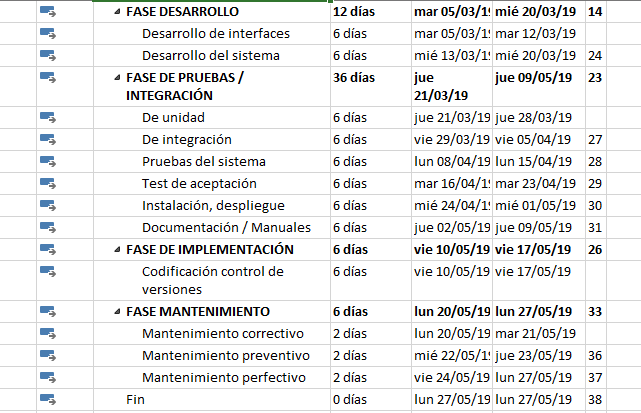 FASE DESARROLLO 12 días mar 05/03/19 mié 20/03/19 14
Desarrollo de interfaces 6 días mar 05/03/19 mar 12/03/19
Desarrollo del sistema 6 días mié 13/03/19 mié 20/03/19 24
FASE DE PRUEBAS / 36 días jue jue 09/05/19 23
INTEGRACIÓN 21/03/19
De unidad 6 días jue 21/03/19 jue 28/03/19
De integración 6 días vie 29/03/19 vie 05/04/19 27
Pruebas del sistema 6 días lun 08/04/19 lun 15/04/19 28
Test de aceptación 6 días mar 16/04/19 mar 23/04/19 29
Instalación, despliegue 6 días mié 24/04/19 mié 01/05/19 30
Documentación / Manuales 6 días jue 02/05/19 jue 09/05/19 31
FASE DE IMPLEMENTACIÓN 6 días vie 10/05/19 vie 17/05/19 26
Codificación control de 6 días vie 10/05/19 vie 17/05/19
versiones
FASE MANTENIMIENTO 6 días lun 20/05/19 lun 27/05/19 33
Mantenimiento correctivo 2 días lun 20/05/19 mar 21/05/19
Mantenimiento preventivo 2 días mié 22/05/19 jue 23/05/19 36
Mantenimiento perfectivo 2 días vie 24/05/19 lun 27/05/19 37
Fin 0 días lun 27/05/19 lun 27/05/19 38